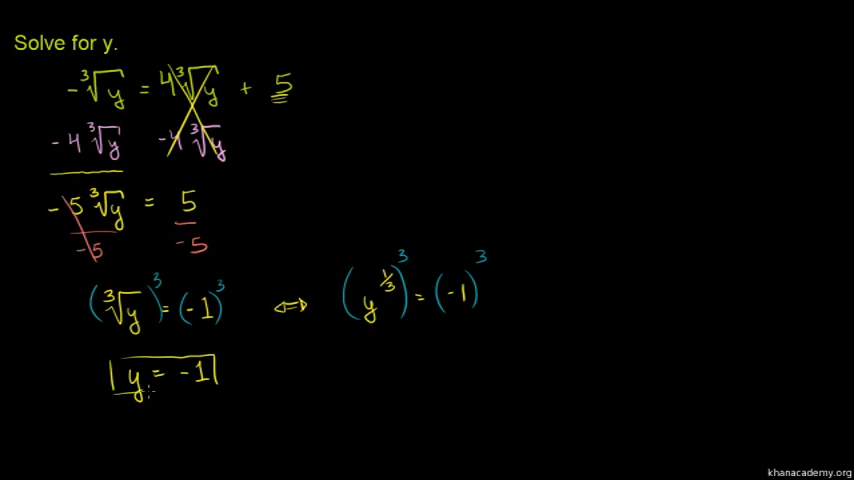 Solve for y.
-∛y = 4∛y + 5
-4∛y -4∛y
-5∛y = 5
-5 -5
(∛y)³ = (-1)³ ⟺ (y^(1/3))³ = (-1)³
y = -1
khanacademy.org